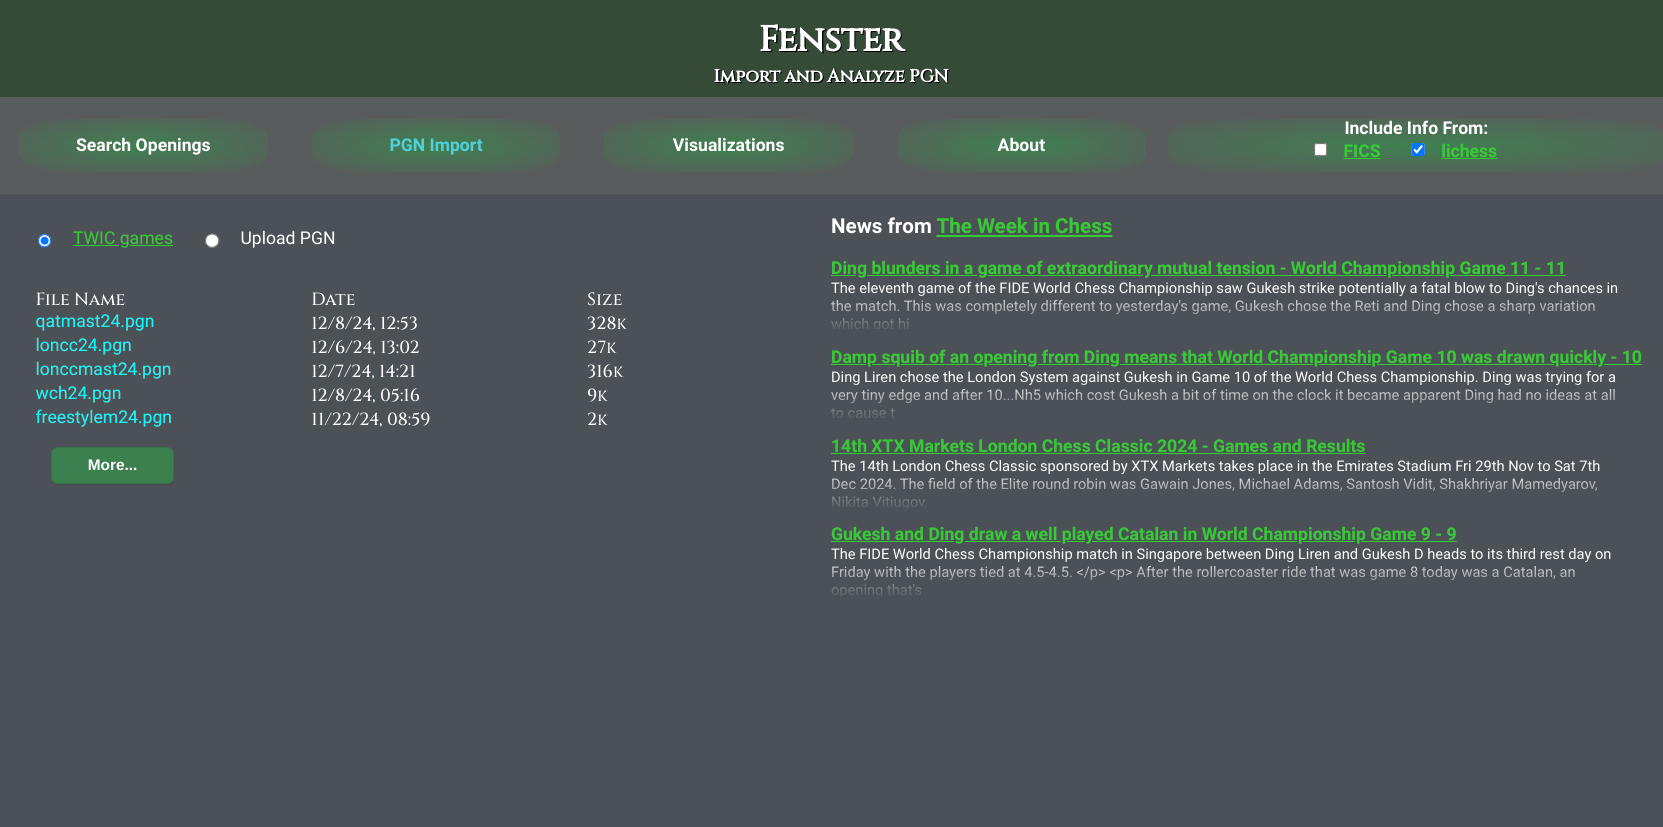 Fenster
Import and Analyze PGN
Search Openings
PGN Import
Visualizations
About
Include Info From:
FICS lichess
TWIC games Upload PGN
File Name Date Size
qatmast24.pgn 12/8/24, 12:53 328k
loncc24.pgn 12/6/24, 13:02 27k
lonccmast24.pgn 12/7/24, 14:21 316k
wch24.pgn 12/8/24, 05:16 9k
freestylem24.pgn 11/22/24, 08:59 2k
More...
News from The Week in Chess
Ding blunders in a game of extraordinary mutual tension - World Championship Game 11 - 11
The eleventh game of the FIDE World Chess Championship saw Gukesh strike potentially a fatal blow to Ding's chances in
the match. This was completely different to yesterday's game, Gukesh chose the Reti and Ding chose a sharp variation
which got hi
Damp squib of an opening from Ding means that World Championship Game 10 was drawn quickly - 10
Ding Liren chose the London System against Gukesh in Game 10 of the World Chess Championship. Ding was trying for a
very tiny edge and after 10...Nh5 which cost Gukesh a bit of time on the clock it became apparent Ding had no ideas at all
to cause t
14th XTX Markets London Chess Classic 2024 - Games and Results
The 14th London Chess Classic sponsored by XTX Markets takes place in the Emirates Stadium Fri 29th Nov to Sat 7th
Dec 2024. The field of the Elite round robin was Gawain Jones, Michael Adams, Santosh Vidit, Shakhriyar Mamedyarov,
Nikita Vitiugov,
Gukesh and Ding draw a well played Catalan in World Championship Game 9 - 9
The FIDE World Chess Championship match in Singapore between Ding Liren and Gukesh D heads to its third rest day on
Friday with the players tied at 4.5-4.5. </p> <p> After the rollercoaster ride that was game 8 today was a Catalan, an
opening that's